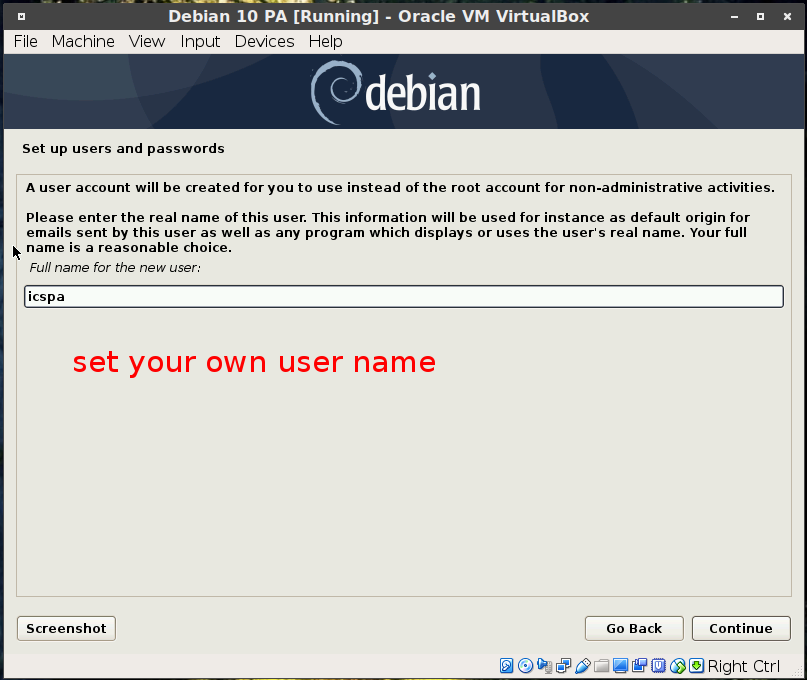 Debian 10 PA [Running] - Oracle VM VirtualBox
File Machine View Input Devices Help
debian
Set up users and passwords
A user account will be created for you to use instead of the root account for non-administrative activities.
Please enter the real name of this user. This information will be used for instance as default origin for
emails sent by this user as well as any program which displays or uses the user's real name. Your full
name is a reasonable choice.
Full name for the new user:
icspa
set your own user name
Screenshot
Go Back
Continue
Right Ctrl